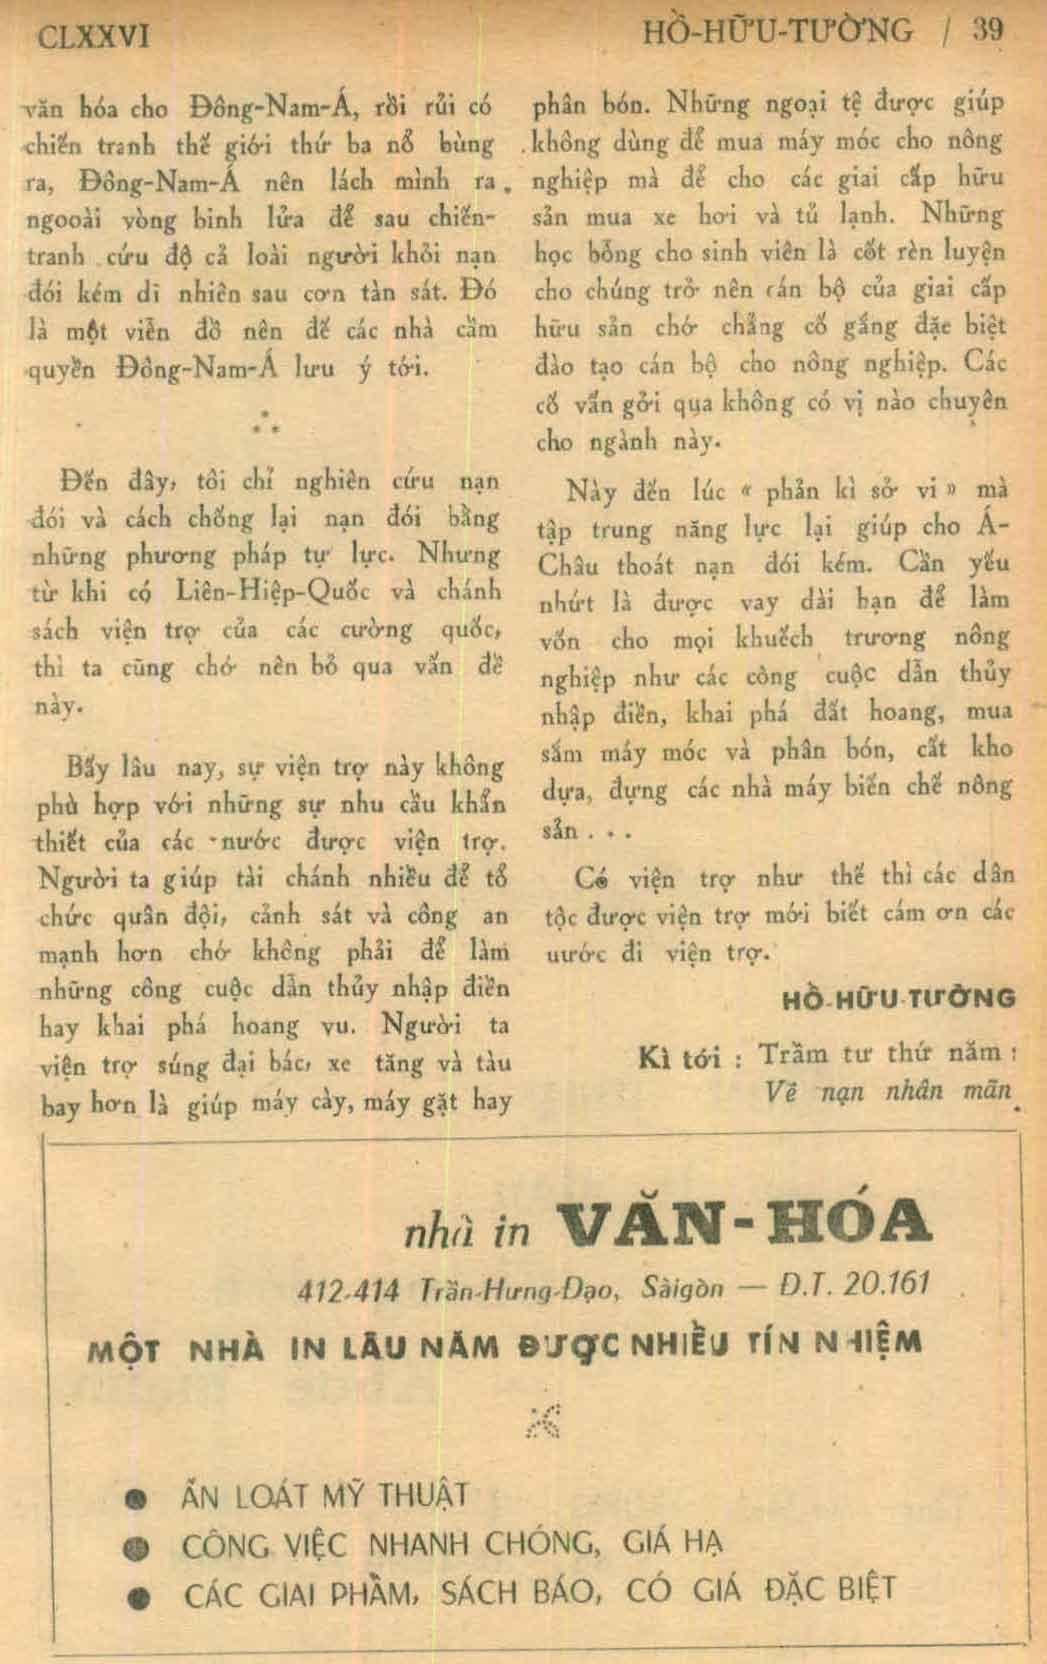 CLXXVI
HỒ-HỮU-TƯỜNG / 39
văn hóa cho Đông-Nam-Á, rồi rủi có
chiến tranh thế giới thứ ba nổ bùng
ra, Đông-Nam-Á nên lách mình ra
ngooài vòng binh lửa để sau chiến-
tranh cứu độ cả loài người khỏi nạn
đói kém dĩ nhiên sau cơn tàn sát. Đó
là một viễn đồ nên để các nhà cầm
quyền Đông-Nam-Á lưu ý tới.
Đến đây, tôi chỉ nghiên cứu nạn
đói và cách chống lại nạn đói bằng
những phương pháp tự lực. Nhưng
từ khi có Liên-Hiệp-Quốc và chánh
sách viện trợ của các cường quốc,
thì ta cũng chớ nên bỏ qua vấn đề
này.
Bấy lâu nay, sự viện trợ này không
phù hợp với những sự nhu cầu khẩn
thiết của các nước được viện trợ.
Người ta giúp tài chánh nhiều để tổ
chức quân đội, cảnh sát và công an
mạnh hơn chớ không phải để làm
những công cuộc dẫn thủy nhập điền
hay khai phá hoang vu. Người ta
viện trợ súng đại bác, xe tăng và tàu
bay hơn là giúp máy cày, máy gặt hay
phân bón. Những ngoại tệ được giúp
không dùng để mua máy móc cho nông
nghiệp mà để cho các giai cấp hữu
sản mua xe hơi và tủ lạnh. Những
học bổng cho sinh viên là cốt rèn luyện
cho chúng trở nên cán bộ của giai cấp
hữu sản chớ chẳng cố gắng đặc biệt
đào tạo cán bộ cho nông nghiệp. Các
cố vấn gởi qua không có vị nào chuyên
cho ngành này.
Này đến lúc « phản kì sở vi » mà
tập trung năng lực lại giúp cho Á-
Châu thoát nạn đói kém. Cần yếu
nhứt là được vay dài hạn để làm
vốn cho mọi khuếch trương nông
nghiệp như các công cuộc dẫn thủy
nhập điền, khai phá đất hoang, mua
sắm máy móc và phân bón, cất kho
dựa, dựng các nhà máy biến chế nông
sản . . .
Có viện trợ như thế thì các dân
tộc được viện trợ mới biết cám ơn các
nước đi viện trợ.
HỒ-HỮU-TƯỜNG
Kì tới : Trầm tư thứ năm :
Về nạn nhân mãn.
nhà in VĂN-HÓA
412-414 Trần-Hưng-Đạo, Sàigòn — Đ.T. 20.161
MỘT NHÀ IN LÂU NĂM ĐƯỢC NHIỀU TÍN NHIỆM
● ẤN LOÁT MỸ THUẬT
● CÔNG VIỆC NHANH CHÓNG, GIÁ HẠ
● CÁC GIAI PHẨM, SÁCH BÁO, CÓ GIÁ ĐẶC BIỆT